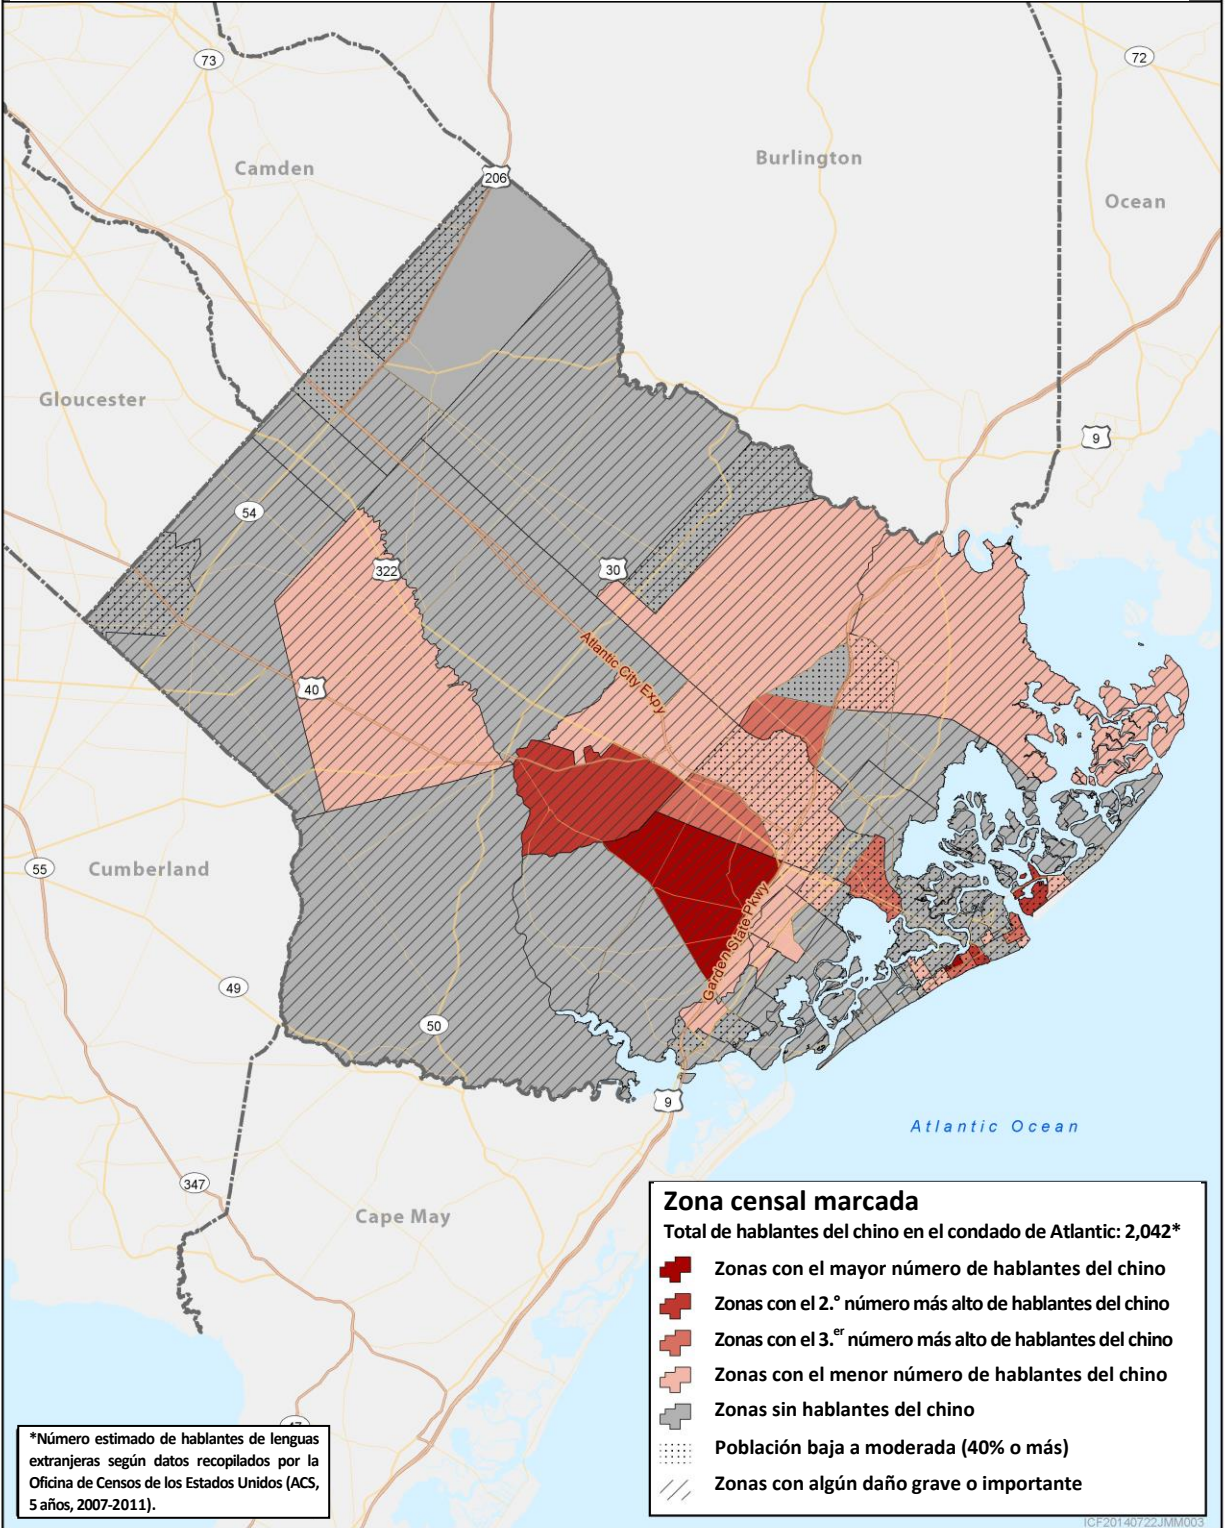 73
72
Camden
Burlington
206
Ocean
Gloucester
9
54
322
30
Atlantic City Expy
40
55
Cumberland
Garden State Pkwy
49
50
9
Atlantic Ocean
347
Cape May
47
Zona censal marcada
Total de hablantes del chino en el condado de Atlantic: 2,042*
Zonas con el mayor número de hablantes del chino
Zonas con el 2.° número más alto de hablantes del chino
Zonas con el 3.er número más alto de hablantes del chino
Zonas con el menor número de hablantes del chino
Zonas sin hablantes del chino
Población baja a moderada (40% o más)
Zonas con algún daño grave o importante
*Número estimado de hablantes de lenguas
extranjeras según datos recopilados por la
Oficina de Censos de los Estados Unidos (ACS,
5 años, 2007-2011).
ICF20140722JMM003